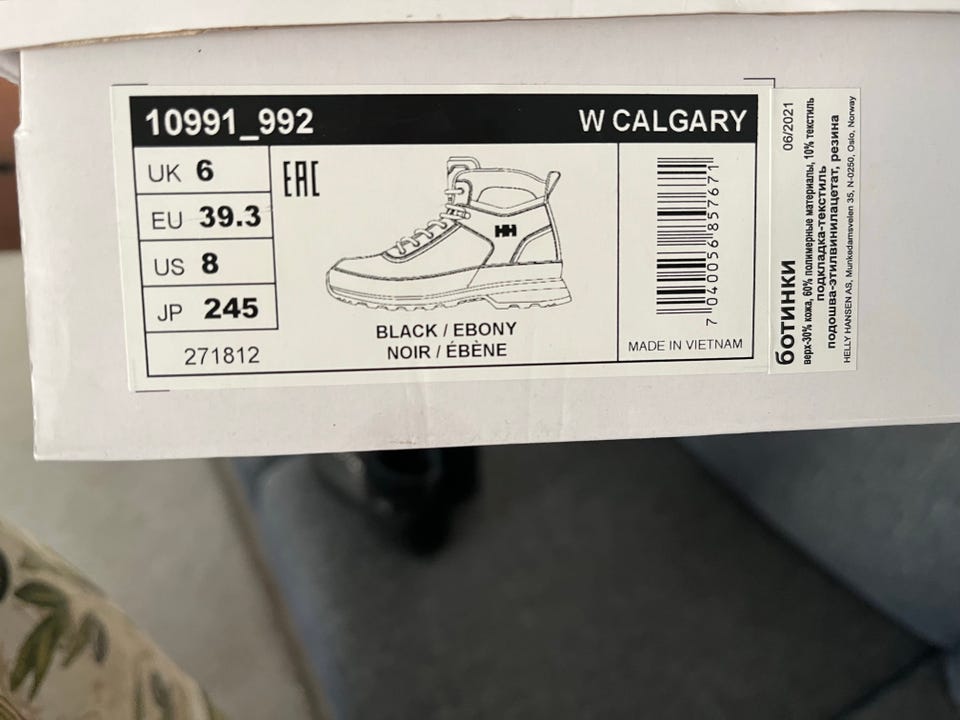 10991_992
W CALGARY
UK 6
EU 39.3
US 8
JP 245
271812
EAC
HH
BLACK / EBONY
NOIR / ÉBÈNE
7 040056 857671
MADE IN VIETNAM
06/2021
ботинки
верх-30% кожа, 60% полимерные материалы, 10% текстиль
подкладка-текстиль
подошва-этилвинилацетат, резина
HELLY HANSEN AS, Munkedamsveien 35, N-0250, Oslo, Norway